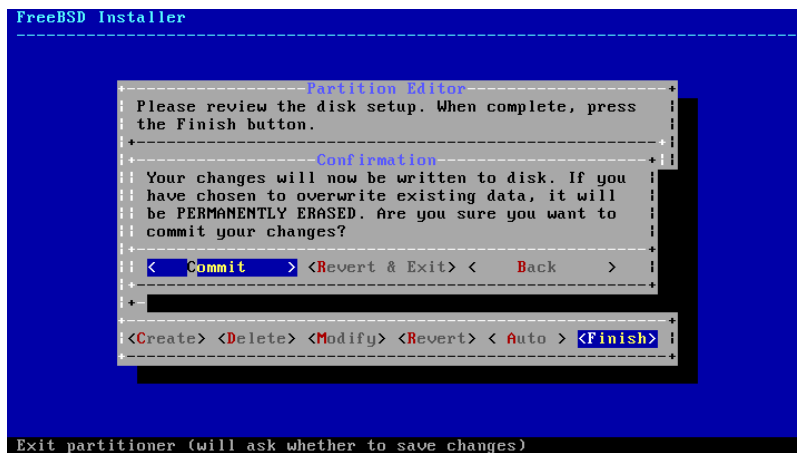 FreeBSD Installer
Partition Editor
Please review the disk setup. When complete, press
the Finish button.
Confirmation
Your changes will now be written to disk. If you
have chosen to overwrite existing data, it will
be PERMANENTLY ERASED. Are you sure you want to
commit your changes?
< Commit > <Revert & Exit> < Back >
<Create> <Delete> <Modify> <Revert> < Auto > <Finish>
Exit partitioner (will ask whether to save changes)